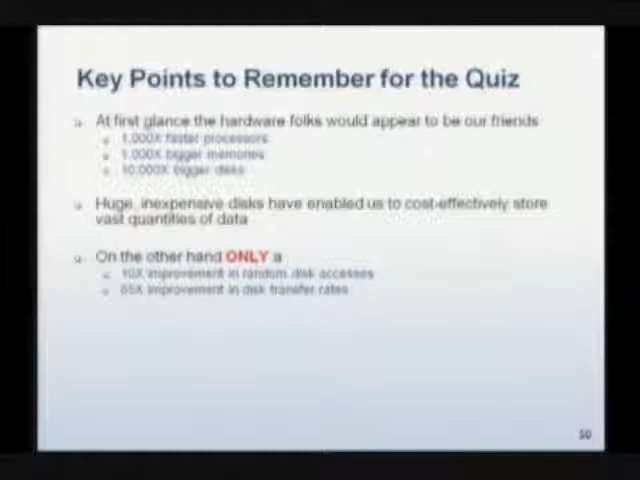 Key Points to Remember for the Quiz
At first glance the hardware folks would appear to be our friends
1,000X faster processors
1,000X bigger memories
10,000X bigger disks
Huge, inexpensive disks have enabled us to cost-effectively store
vast quantities of data
On the other hand ONLY a
10X improvement in random disk accesses
65X improvement in disk transfer rates
50